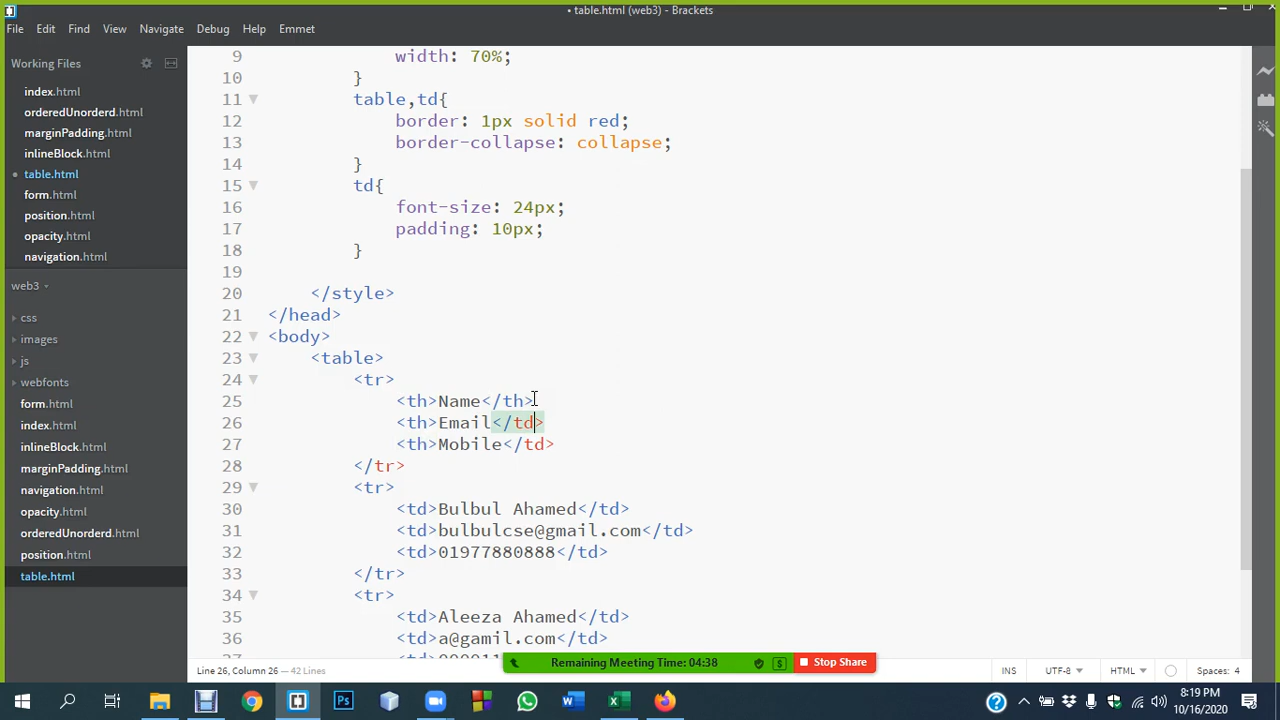 • table.html (web3) - Brackets
File Edit Find View Navigate Debug Help Emmet
Working Files
index.html
orderedUnorderd.html
marginPadding.html
inlineBlock.html
• table.html
form.html
position.html
opacity.html
navigation.html
web3
css
images
js
webfonts
form.html
index.html
inlineBlock.html
marginPadding.html
navigation.html
opacity.html
orderedUnorderd.html
position.html
table.html
9 width: 70%;
10 }
11 table,td{
12 border: 1px solid red;
13 border-collapse: collapse;
14 }
15 td{
16 font-size: 24px;
17 padding: 10px;
18 }
19
20 </style>
21 </head>
22 <body>
23 <table>
24 <tr>
25 <th>Name</th>
26 <th>Email</td>
27 <th>Mobile</td>
28 </tr>
29 <tr>
30 <td>Bulbul Ahamed</td>
31 <td>bulbulcse@gmail.com</td>
32 <td>01977880888</td>
33 </tr>
34 <tr>
35 <td>Aleeza Ahamed</td>
36 <td>a@gamil.com</td>
Line 26, Column 26 — 42 Lines
Remaining Meeting Time: 04:38
Stop Share
INS UTF-8 HTML Spaces: 4
8:19 PM
10/16/2020